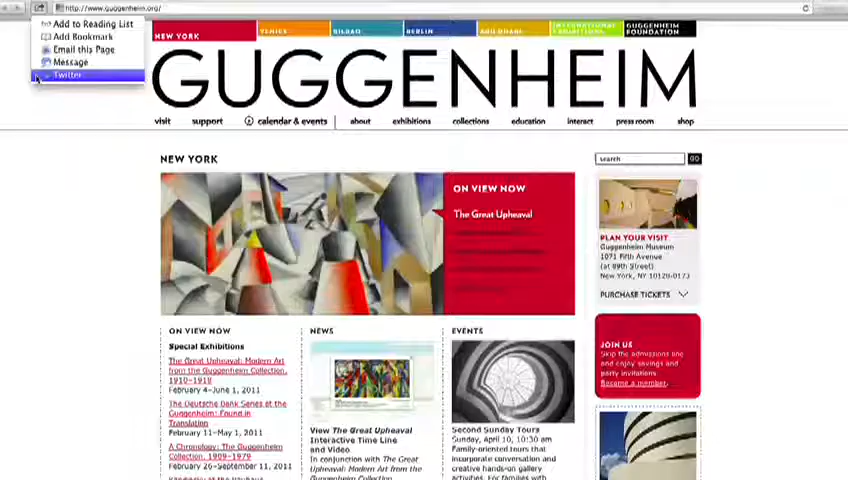 http://www.guggenheim.org/
Add to Reading List
Add Bookmark
Email this Page
Message
Twitter
NEW YORK
VENICE
BILBAO
BERLIN
ABU DHABI
INTERNATIONAL
EXHIBITIONS
GUGGENHEIM
FOUNDATION
GUGGENHEIM
visit support calendar & events about exhibitions collections education interact press room shop
NEW YORK
search GO
ON VIEW NOW
The Great Upheaval
PLAN YOUR VISIT
Guggenheim Museum
1071 Fifth Avenue
(at 89th Street)
New York, NY 10128-0173
PURCHASE TICKETS
JOIN US
Skip the admissions line
and enjoy savings and
party invitations
Become a member.
ON VIEW NOW
Special Exhibitions
The Great Upheaval: Modern Art
from the Guggenheim Collection,
1910–1918
February 4–June 1, 2011
The Deutsche Bank Series at the
Guggenheim: Found in
Translation
February 11–May 1, 2011
A Chronology: The Guggenheim
Collection, 1909–1979
February 26–September 11, 2011
Kandinsky at the Bauhaus
NEWS
View The Great Upheaval
Interactive Time Line
and Video
In conjunction with The Great
Upheaval: Modern Art from the
Guggenheim Collection
EVENTS
Second Sunday Tours
Sunday, April 10, 10:30 am
Family-oriented tours that
incorporate conversation and
creative hands-on gallery
activities. For families with